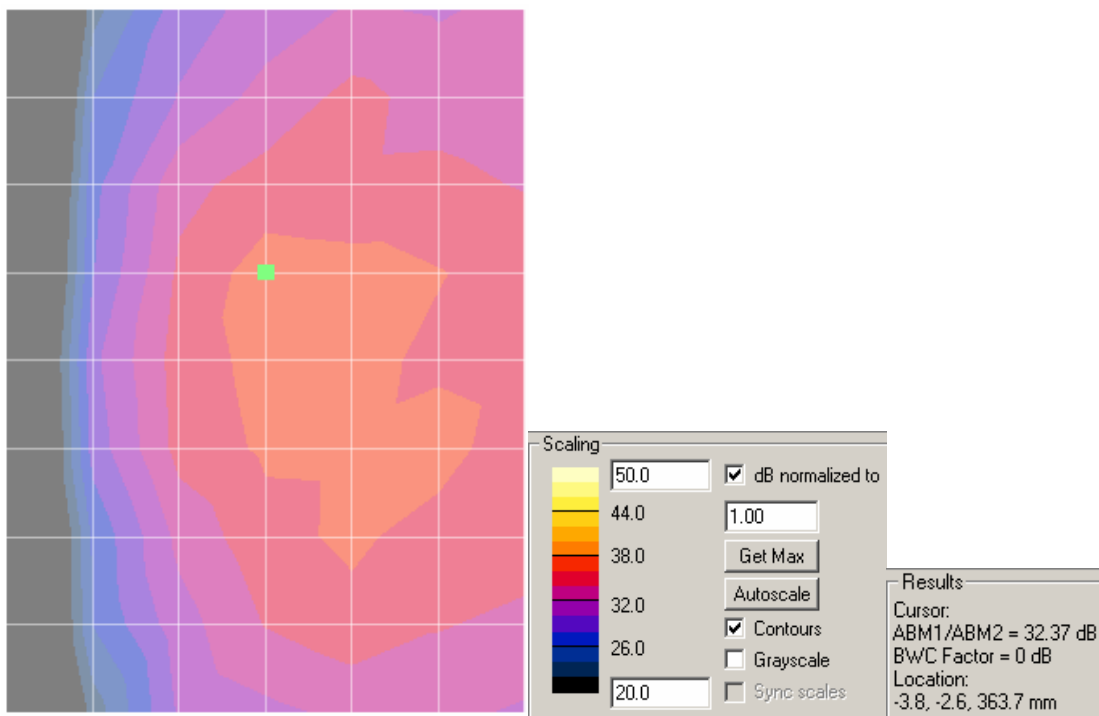 Scaling
50.0
dB normalized to
44.0
1.00
38.0
Get Max
Autoscale
32.0
Contours
26.0
Grayscale
20.0
Sync scales
Results
Cursor:
ABM1/ABM2 = 32.37 dB
BWC Factor = 0 dB
Location:
-3.8, -2.6, 363.7 mm